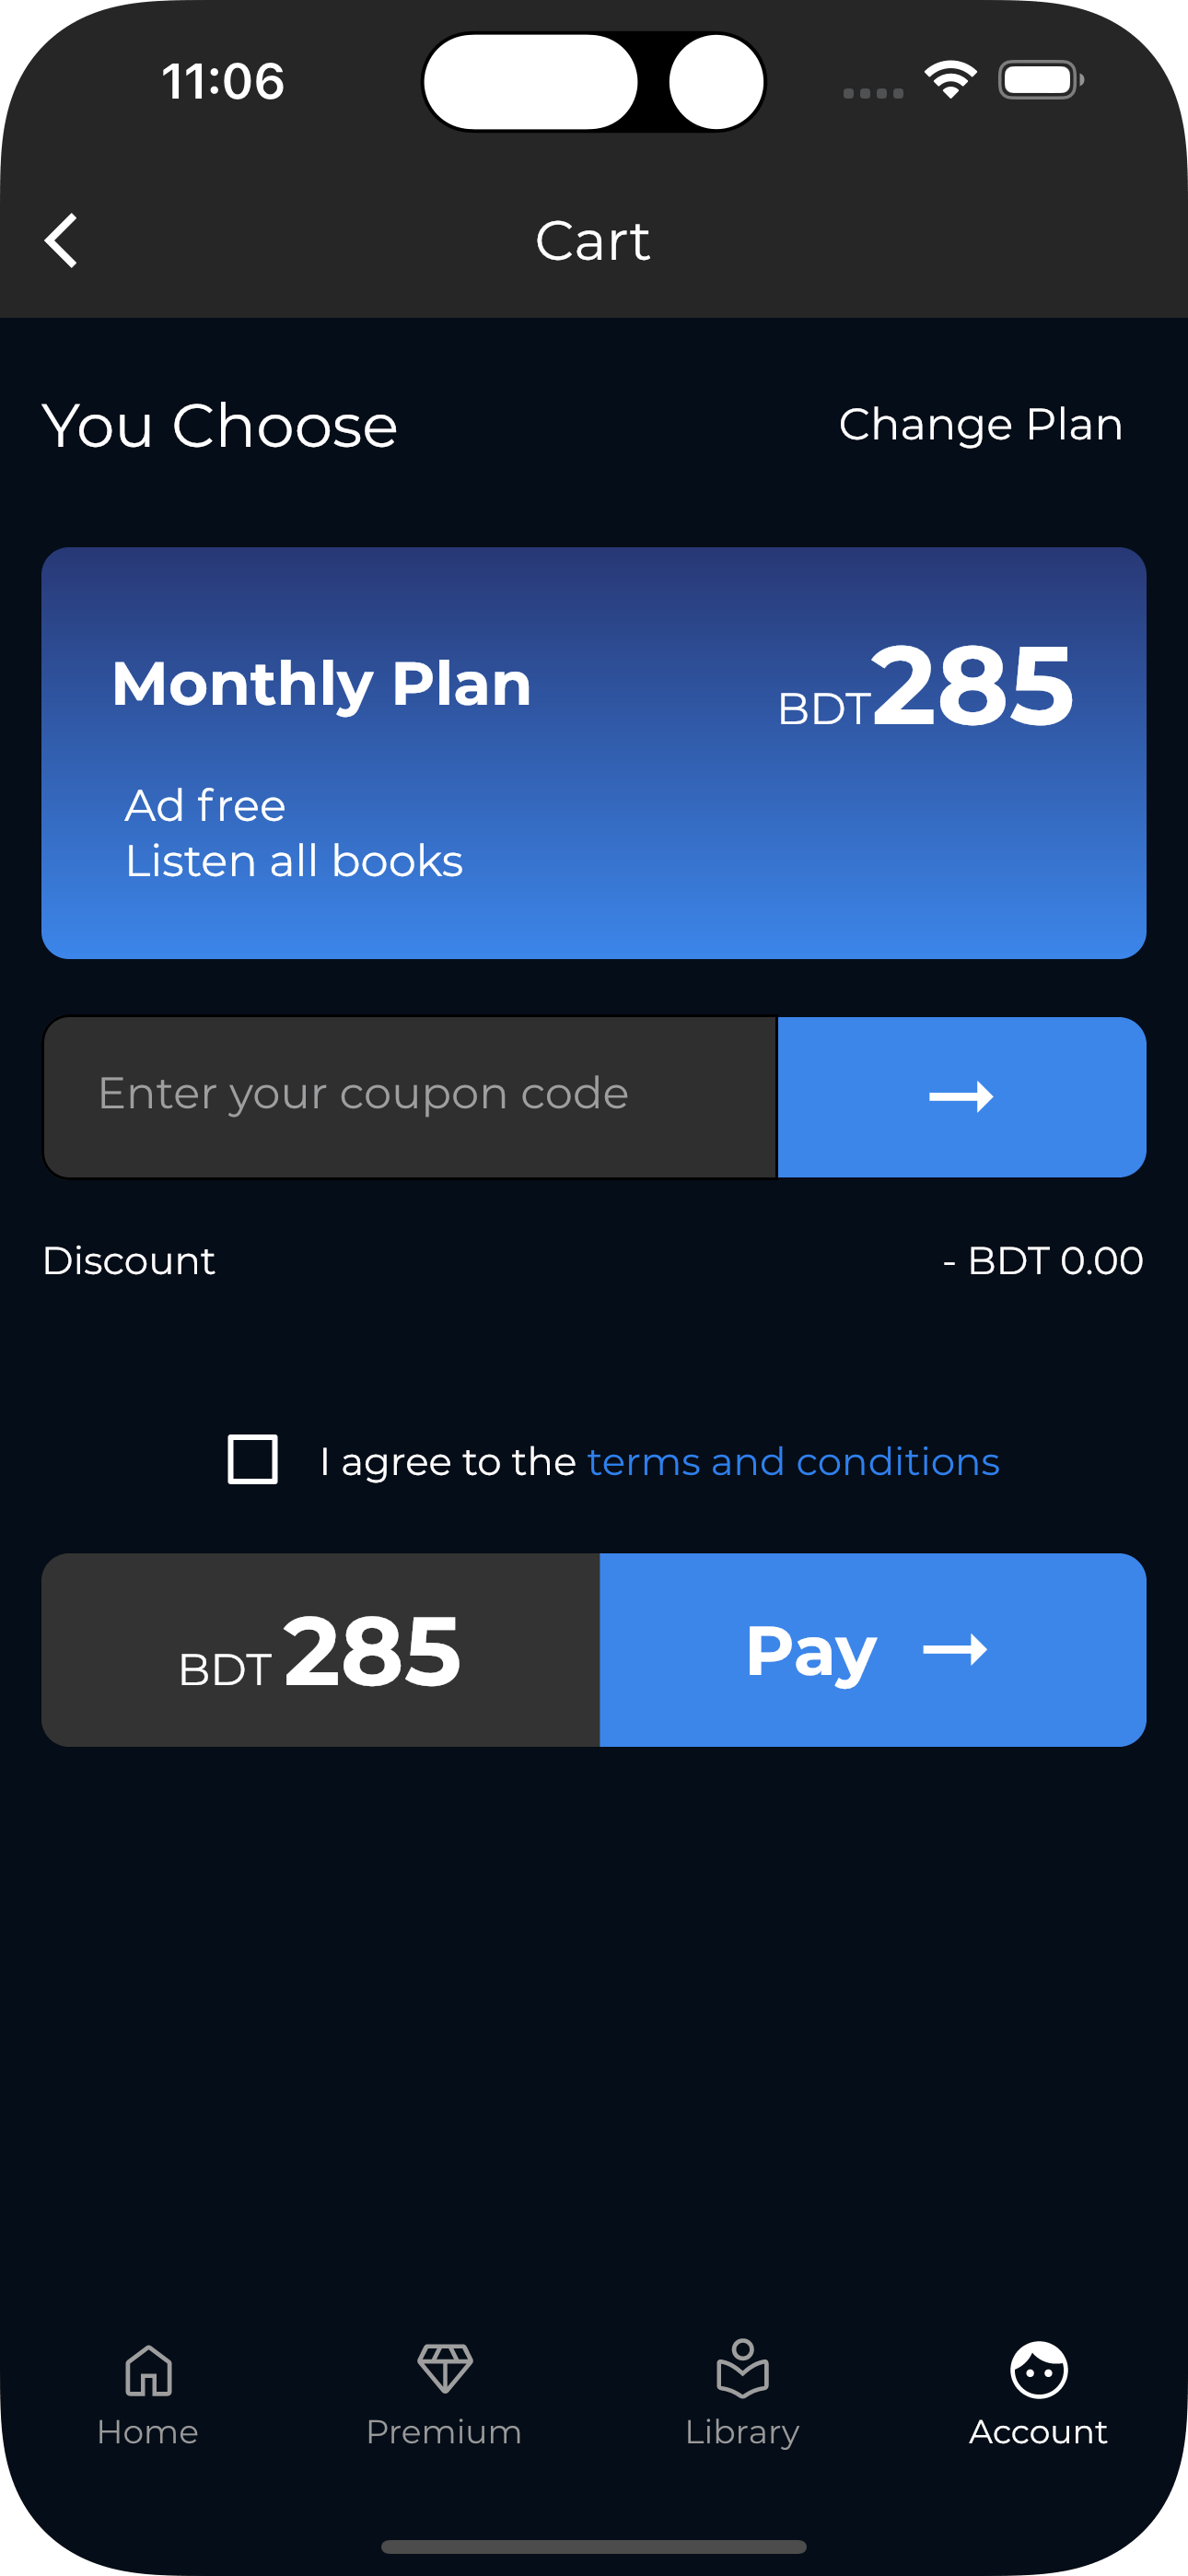 11:06
Cart
You Choose
Change Plan
Monthly Plan
BDT285
Ad free
Listen all books
Enter your coupon code
Discount
- BDT 0.00
I agree to the terms and conditions
BDT 285
Pay
Home
Premium
Library
Account